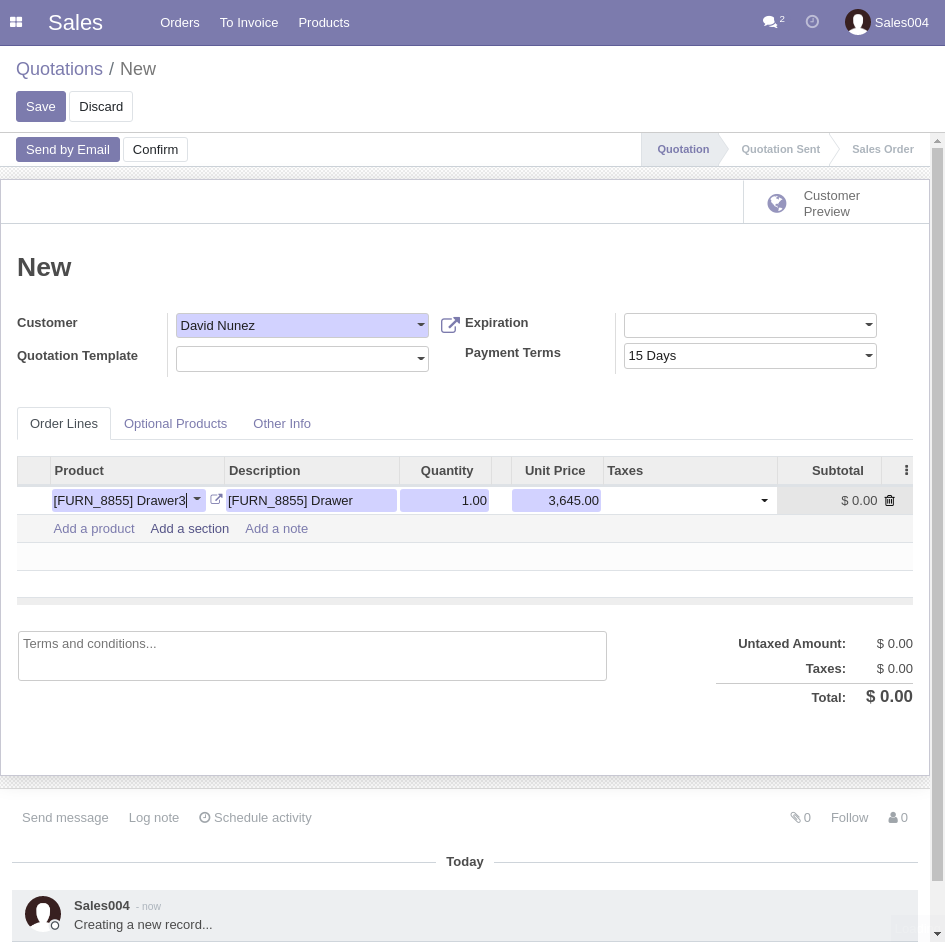 Sales Orders To Invoice Products 2 Sales004
Quotations / New
Save Discard
Send by Email Confirm Quotation Quotation Sent Sales Order
Customer
Preview
New
Customer David Nunez Expiration
Quotation Template Payment Terms 15 Days
Order Lines Optional Products Other Info
Product Description Quantity Unit Price Taxes Subtotal
[FURN_8855] Drawer3 [FURN_8855] Drawer 1.00 3,645.00 $ 0.00
Add a product Add a section Add a note
Terms and conditions... Untaxed Amount: $ 0.00
Taxes: $ 0.00
Total: $ 0.00
Send message Log note Schedule activity 0 Follow 0
Today
Sales004 - now
Creating a new record...